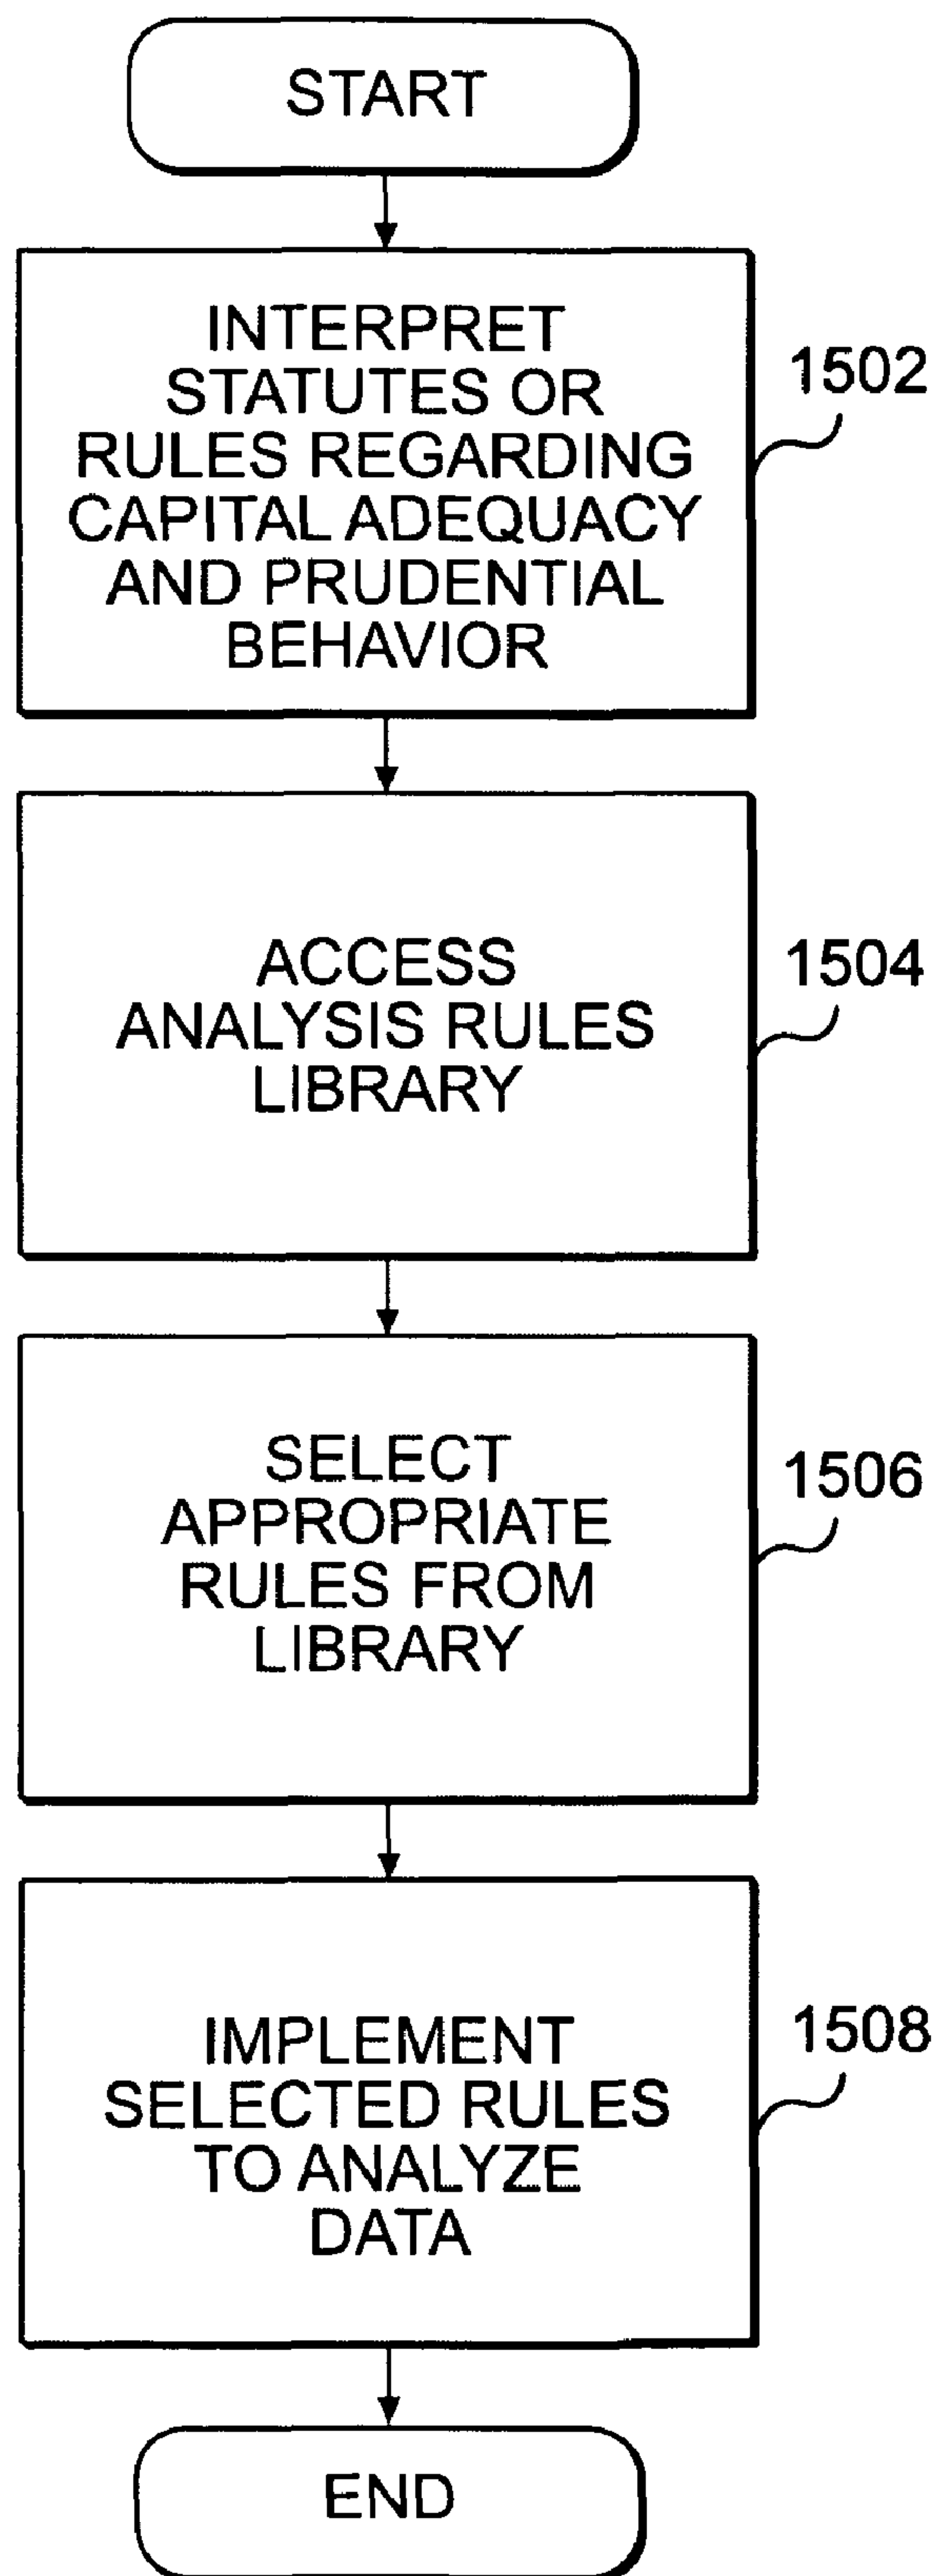 START
INTERPRET
STATUTES OR
RULES REGARDING
CAPITAL ADEQUACY
AND PRUDENTIAL
BEHAVIOR
1502
ACCESS
ANALYSIS RULES
LIBRARY
1504
SELECT
APPROPRIATE
RULES FROM
LIBRARY
1506
IMPLEMENT
SELECTED RULES
TO ANALYZE
DATA
1508
END